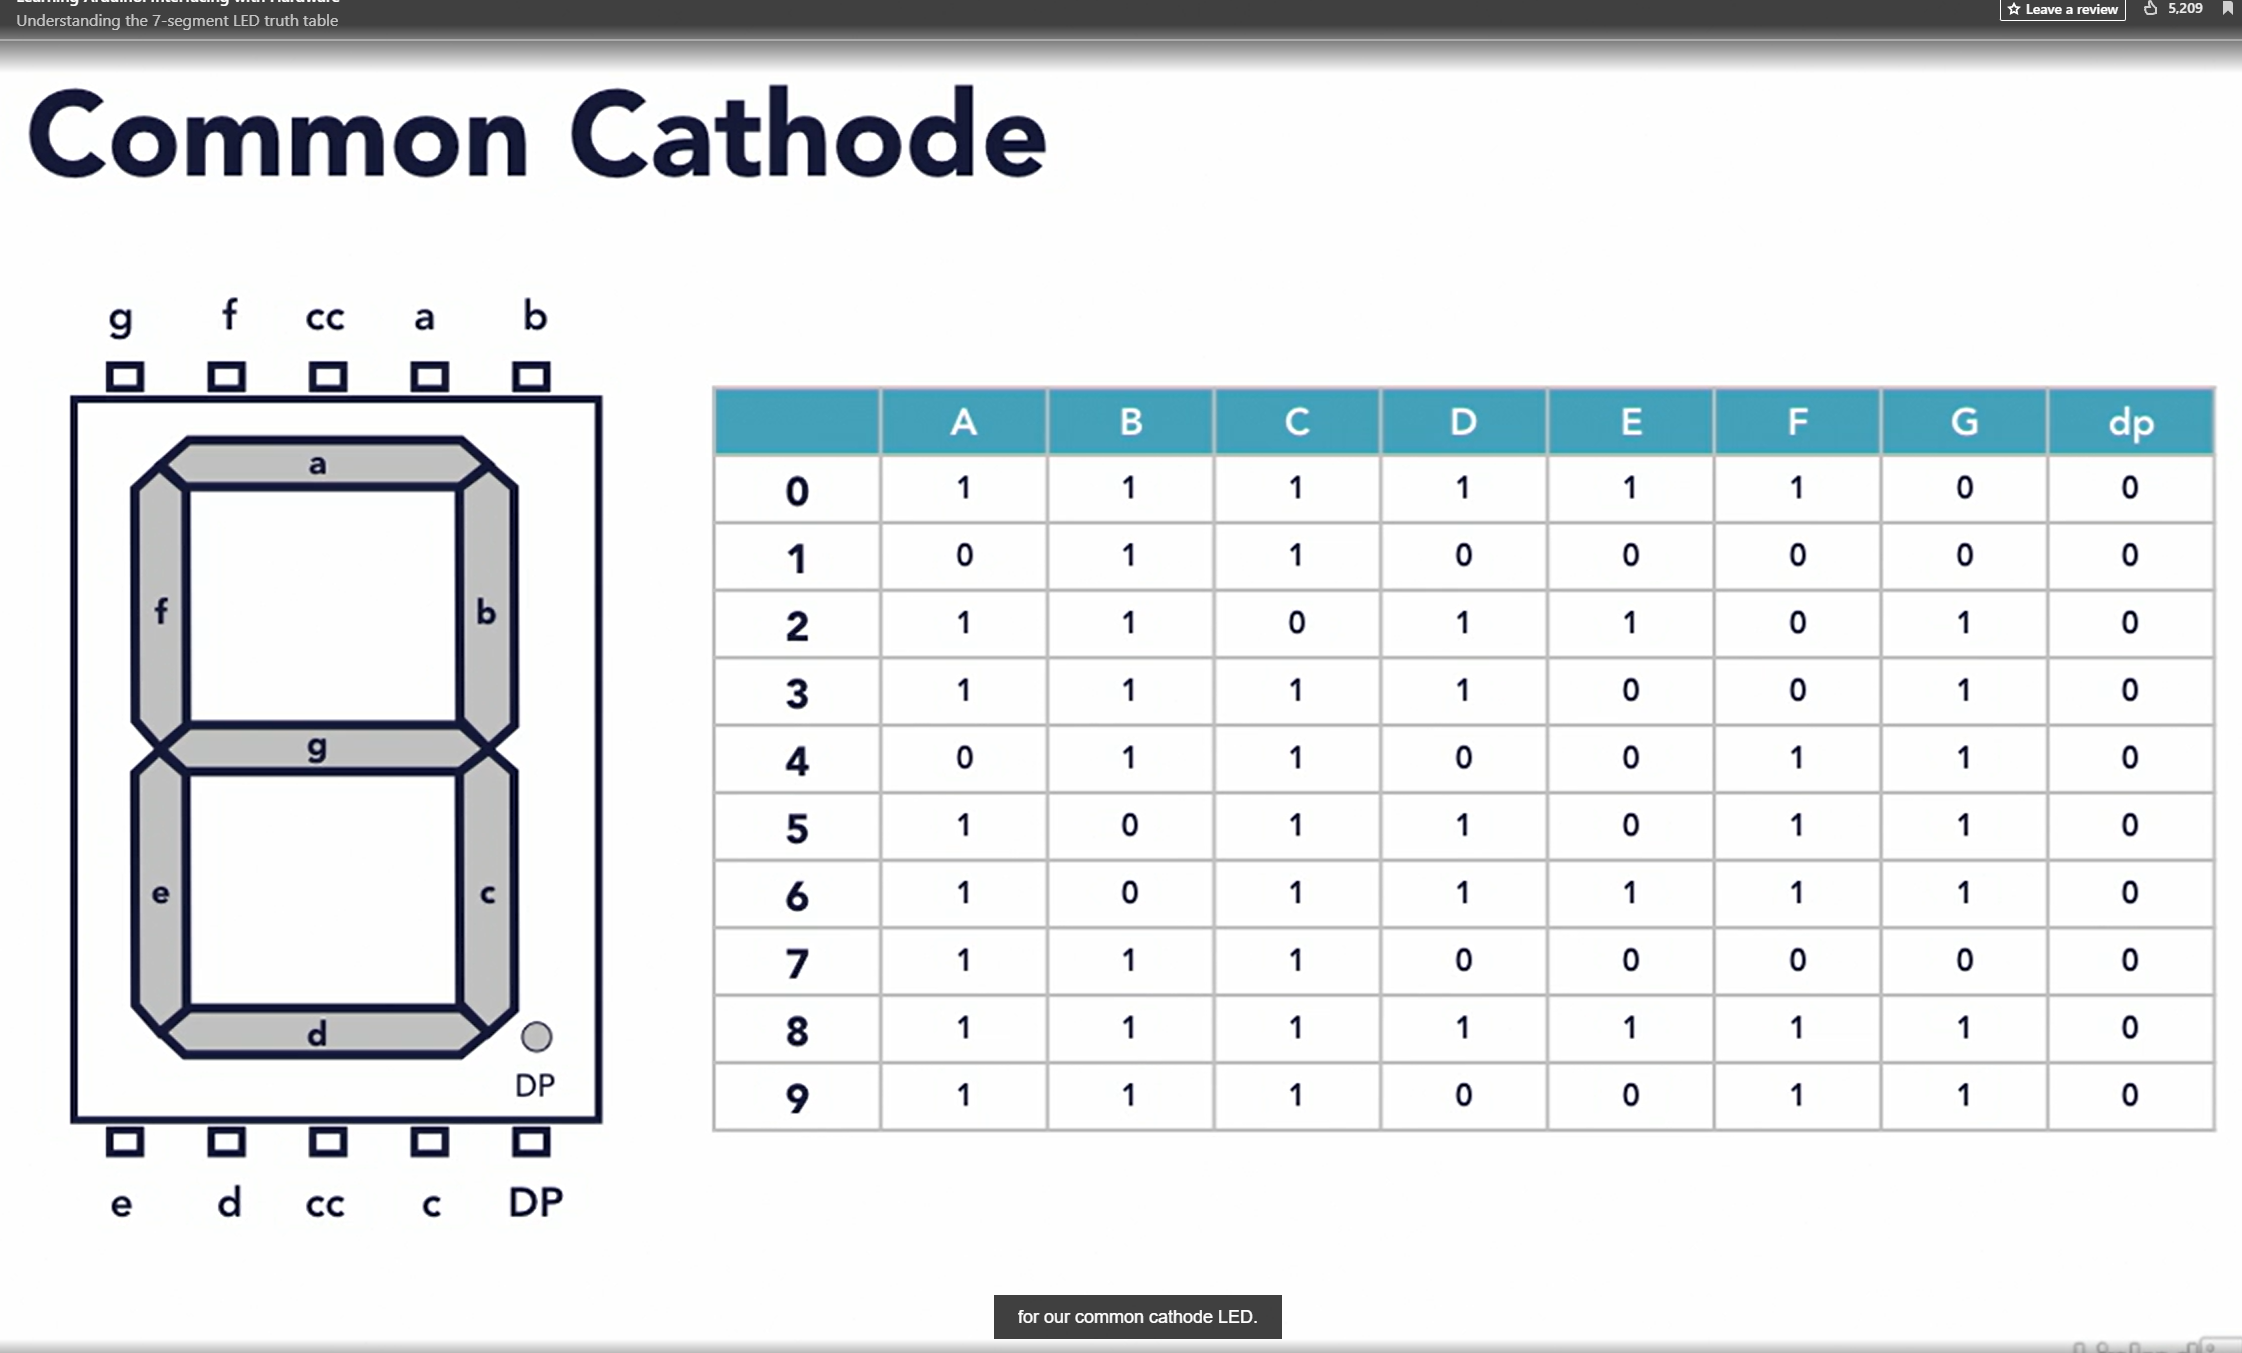 Learning Arduino: Interfacing with Hardware
Understanding the 7-segment LED truth table
Leave a review 5,209
Common Cathode
g f cc a b
a
f b
g
e c
d
DP
e d cc c DP
A B C D E F G dp
0 1 1 1 1 1 1 0 0
1 0 1 1 0 0 0 0 0
2 1 1 0 1 1 0 1 0
3 1 1 1 1 0 0 1 0
4 0 1 1 0 0 1 1 0
5 1 0 1 1 0 1 1 0
6 1 0 1 1 1 1 1 0
7 1 1 1 0 0 0 0 0
8 1 1 1 1 1 1 1 0
9 1 1 1 0 0 1 1 0
for our common cathode LED.